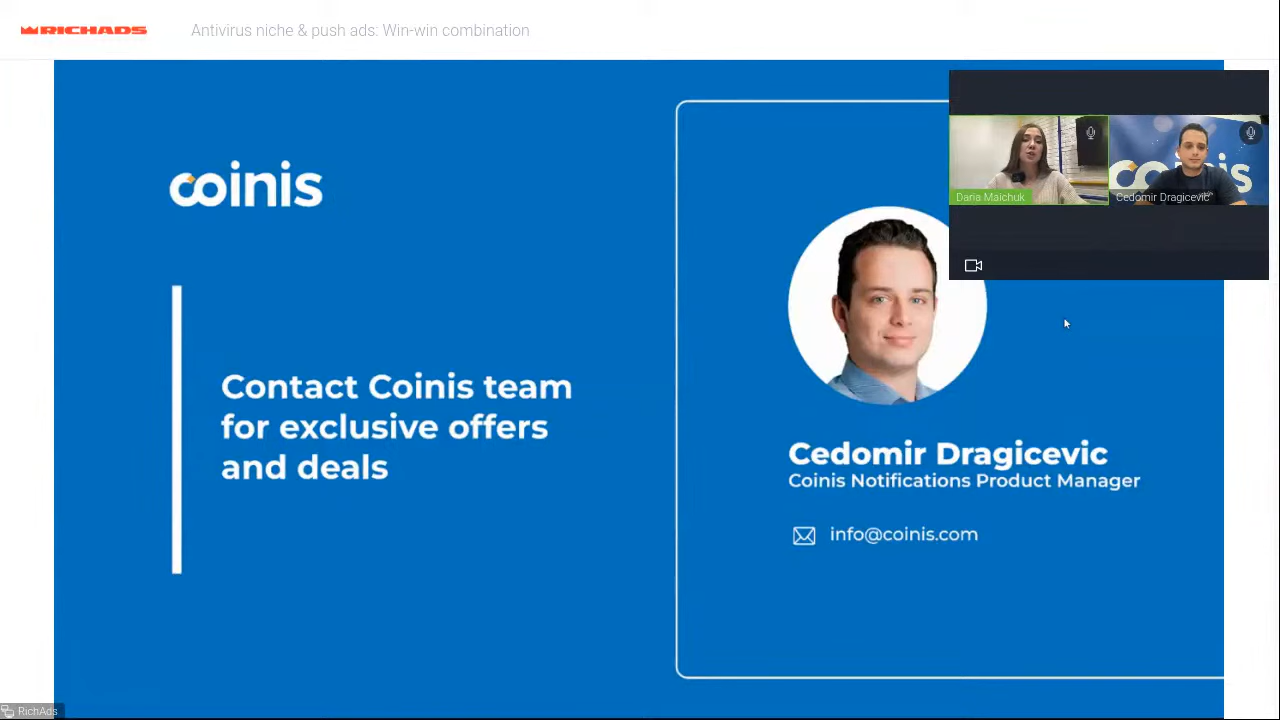 RICHADS
Antivirus niche & push ads: Win-win combination
coinis
Contact Coinis team
for exclusive offers
and deals
Cedomir Dragicevic
Coinis Notifications Product Manager
info@coinis.com
Daria Maichuk
Cedomir Dragicevic
coinis
RichAds